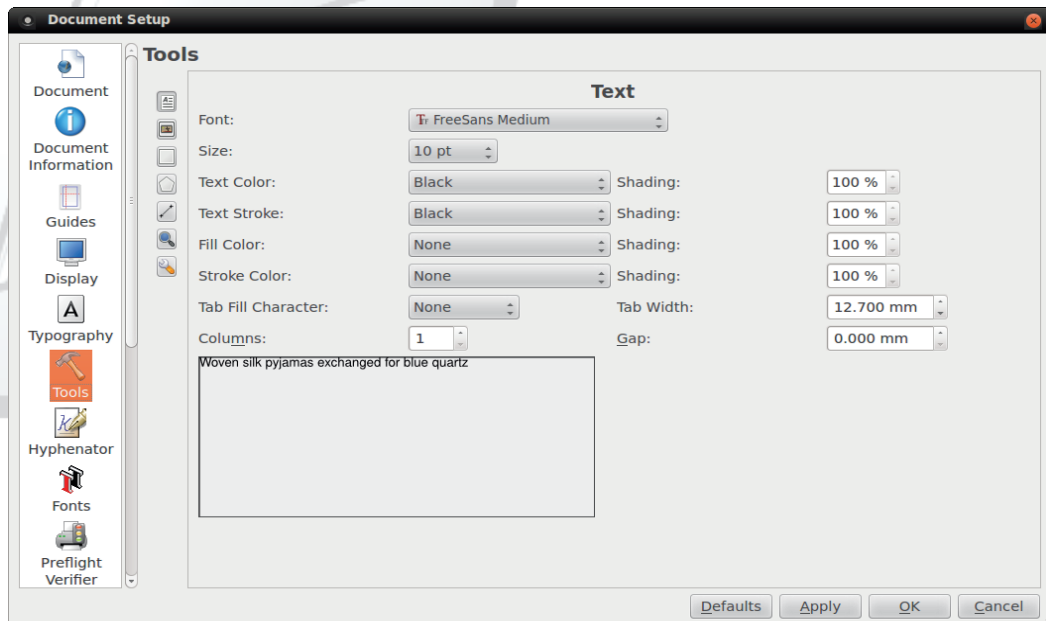 Document Setup
Tools
Document
Document
Information
Guides
Display
Typography
Tools
Hyphenator
Fonts
Preflight
Verifier
Text
Font: FreeSans Medium
Size: 10 pt
Text Color: Black Shading: 100 %
Text Stroke: Black Shading: 100 %
Fill Color: None Shading: 100 %
Stroke Color: None Shading: 100 %
Tab Fill Character: None Tab Width: 12.700 mm
Columns: 1 Gap: 0.000 mm
Woven silk pyjamas exchanged for blue quartz
Defaults Apply OK Cancel